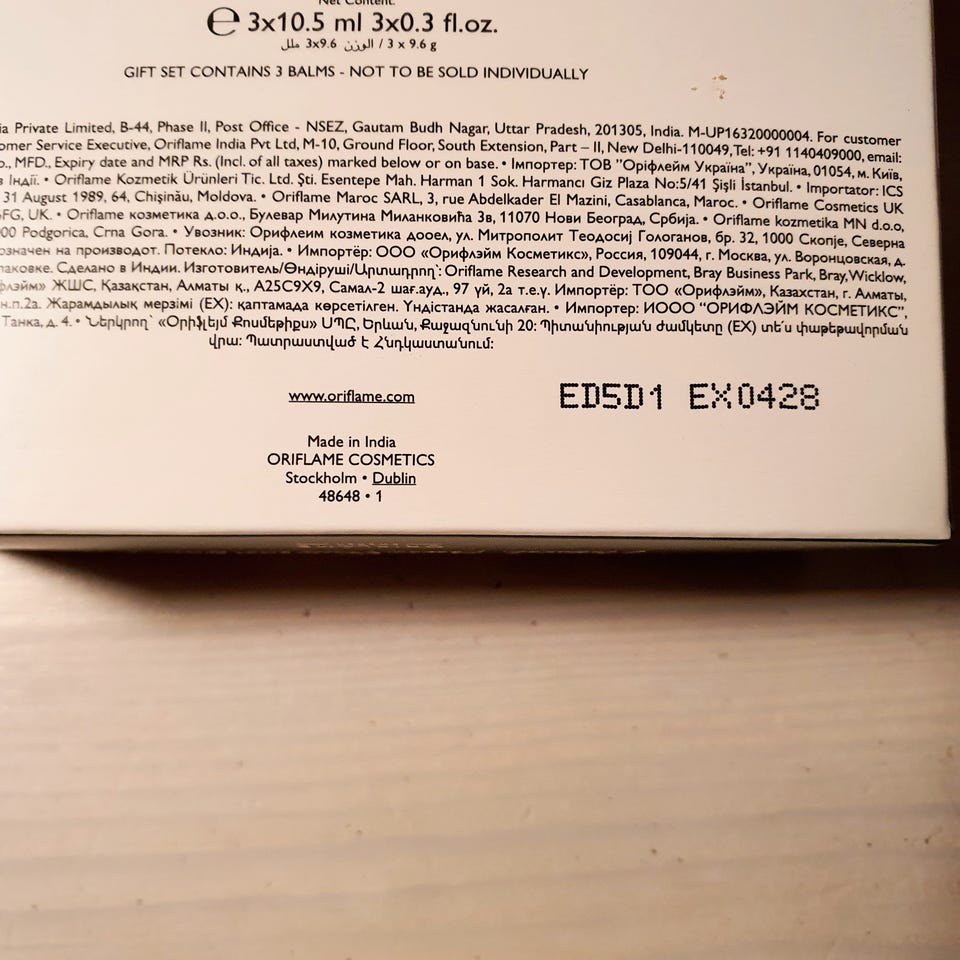 Net Content:
℮ 3x10.5 ml 3x0.3 fl.oz.
3x9.6 الوزن / 3 x 9.6 g ملل
GIFT SET CONTAINS 3 BALMS - NOT TO BE SOLD INDIVIDUALLY
Private Limited, B-44, Phase II, Post Office - NSEZ, Gautam Budh Nagar, Uttar Pradesh, 201305, India. M-UP16320000004. For customer
Service Executive, Oriflame India Pvt Ltd, M-10, Ground Floor, South Extension, Part – II, New Delhi-110049, Tel: +91 1140409000, email:
MFD., Expiry date and MRP Rs. (Incl. of all taxes) marked below or on base. • Імпортер: ТОВ "Оріфлейм Україна", Україна, 01054, м. Київ,
в Індії. • Oriflame Kozmetik Ürünleri Tic. Ltd. Şti. Esentepe Mah. Harman 1 Sok. Harmancı Giz Plaza No:5/41 Şişli İstanbul. • Importator: ICS
31 August 1989, 64, Chişinău, Moldova. • Oriflame Maroc SARL, 3, rue Abdelkader El Mazini, Casablanca, Maroc. • Oriflame Cosmetics UK
UK. • Oriflame козметика д.о.о., Булевар Милутина Миланковића 3в, 11070 Нови Београд, Србија. • Oriflame kozmetika MN d.o.o,
Podgorica, Crna Gora. • Увозник: Орифлеим козметика дооел, ул. Митрополит Теодосиј Гологанов, бр. 32, 1000 Скопје, Северна
на производот. Потекло: Индија. • Импортёр: ООО «Орифлэйм Косметикс», Россия, 109044, г. Москва, ул. Воронцовская, д.
Сделано в Индии. Изготовитель/Өндіруші/Արտադրող՝: Oriflame Research and Development, Bray Business Park, Bray, Wicklow,
ЖШС, Қазақстан, Алматы қ., A25C9X9, Самал-2 шағ.ауд., 97 үй, 2а т.е.ү. Импортёр: ТОО «Орифлэйм», Казахстан, г. Алматы,
н.п.2а. Жарамдылық мерзімі (EX): қаптамада көрсетілген. Үндістанда жасалған. • Импортер: ИООО "ОРИФЛЭЙМ КОСМЕТИКС",
Танка, д. 4. • Ներկրող՝ «Օրիֆլեյմ Քոսմեթիքս» ՍՊԸ, Երևան, Քաջազնունի 20: Պիտանիության ժամկետը (EX) տե՛ս փաթեթավորման
վրա: Պատրաստված է Հնդկաստանում:
www.oriflame.com
ED5D1 EX0428
Made in India
ORIFLAME COSMETICS
Stockholm • Dublin
48648 • 1